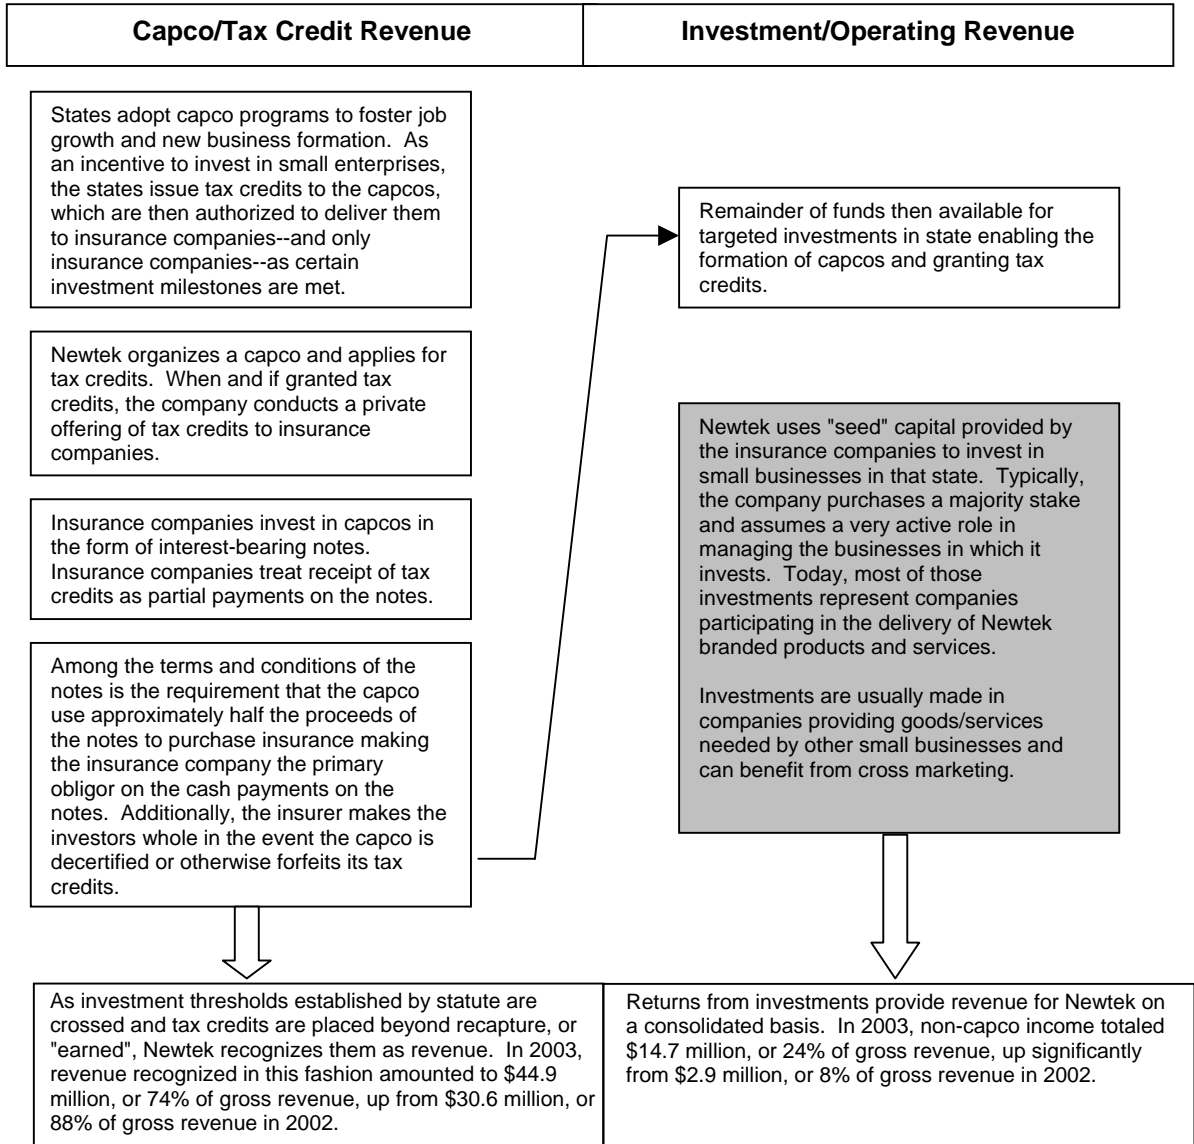 Capco/Tax Credit Revenue
Investment/Operating Revenue
States adopt capco programs to foster job
growth and new business formation.  As
an incentive to invest in small enterprises,
the states issue tax credits to the capcos,
which are then authorized to deliver them
to insurance companies--and only
insurance companies--as certain
investment milestones are met.
Newtek organizes a capco and applies for
tax credits.  When and if granted tax
credits, the company conducts a private
offering of tax credits to insurance
companies.
Insurance companies invest in capcos in
the form of interest-bearing notes.
Insurance companies treat receipt of tax
credits as partial payments on the notes.
Among the terms and conditions of the
notes is the requirement that the capco
use approximately half the proceeds of
the notes to purchase insurance making
the insurance company the primary
obligor on the cash payments on the
notes.  Additionally, the insurer makes the
investors whole in the event the capco is
decertified or otherwise forfeits its tax
credits.
As investment thresholds established by statute are
crossed and tax credits are placed beyond recapture, or
"earned", Newtek recognizes them as revenue.  In 2003,
revenue recognized in this fashion amounted to $44.9
million, or 74% of gross revenue, up from $30.6 million, or
88% of gross revenue in 2002.
Remainder of funds then available for
targeted investments in state enabling the
formation of capcos and granting tax
credits.
Newtek uses "seed" capital provided by
the insurance companies to invest in
small businesses in that state.  Typically,
the company purchases a majority stake
and assumes a very active role in
managing the businesses in which it
invests.  Today, most of those
investments represent companies
participating in the delivery of Newtek
branded products and services.
Investments are usually made in
companies providing goods/services
needed by other small businesses and
can benefit from cross marketing.
Returns from investments provide revenue for Newtek on
a consolidated basis.  In 2003, non-capco income totaled
$14.7 million, or 24% of gross revenue, up significantly
from $2.9 million, or 8% of gross revenue in 2002.